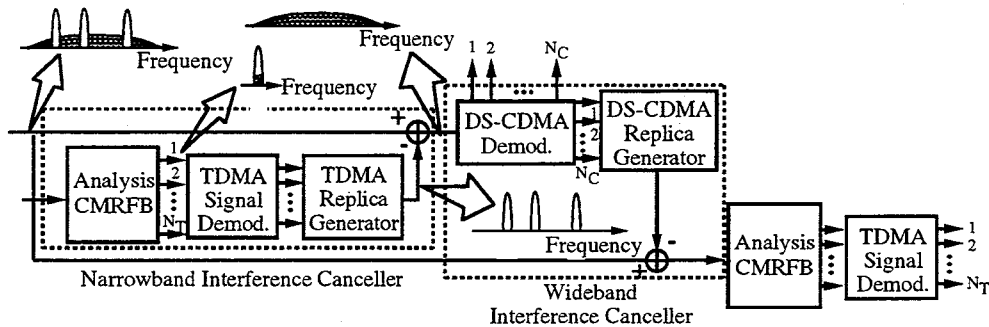 Frequency
Frequency
Frequency
1 2 N_C
...
DS-CDMA
Demod.
1
2
N_C
DS-CDMA
Replica
Generator
+
-
Analysis
CMRFB
1
2
N_T
TDMA
Signal
Demod.
TDMA
Replica
Generator
Frequency
-
+
Analysis
CMRFB
TDMA
Signal
Demod.
1
2
N_T
Narrowband Interference Canceller
Wideband
Interference Canceller